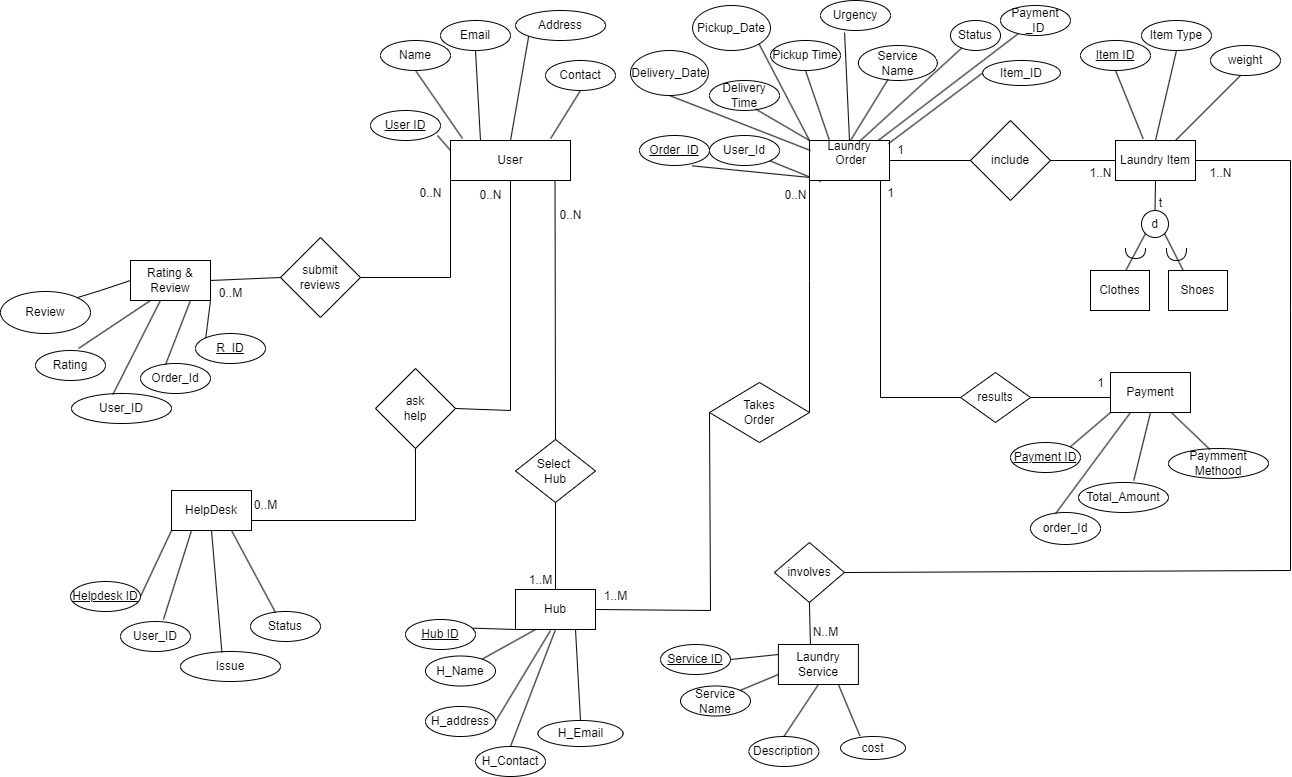 Address
Email
Name
Contact
User ID
User
0..N
0..N
0..N
Urgency
Payment
_ID
Pickup_Date
Status
Pickup Time
Service
Name
Delivery_Date
Item_ID
Delivery
Time
Order_ID
User_Id
Laundry
Order
1
0..N
1
include
Item Type
Item ID
weight
Laundry Item
1..N
1..N
t
d
Clothes
Shoes
submit
reviews
Rating &
Review
0..M
Review
R_ID
Rating
Order_Id
User_ID
ask
help
Takes
Order
results
1
Payment
Payment ID
Paymment
Methood
Total_Amount
order_Id
Select
Hub
HelpDesk
0..M
Helpdesk ID
User_ID
Status
Issue
1..M
1..M
Hub
Hub ID
H_Name
H_address
H_Email
H_Contact
involves
N..M
Laundry
Service
Service ID
Service
Name
Description
cost